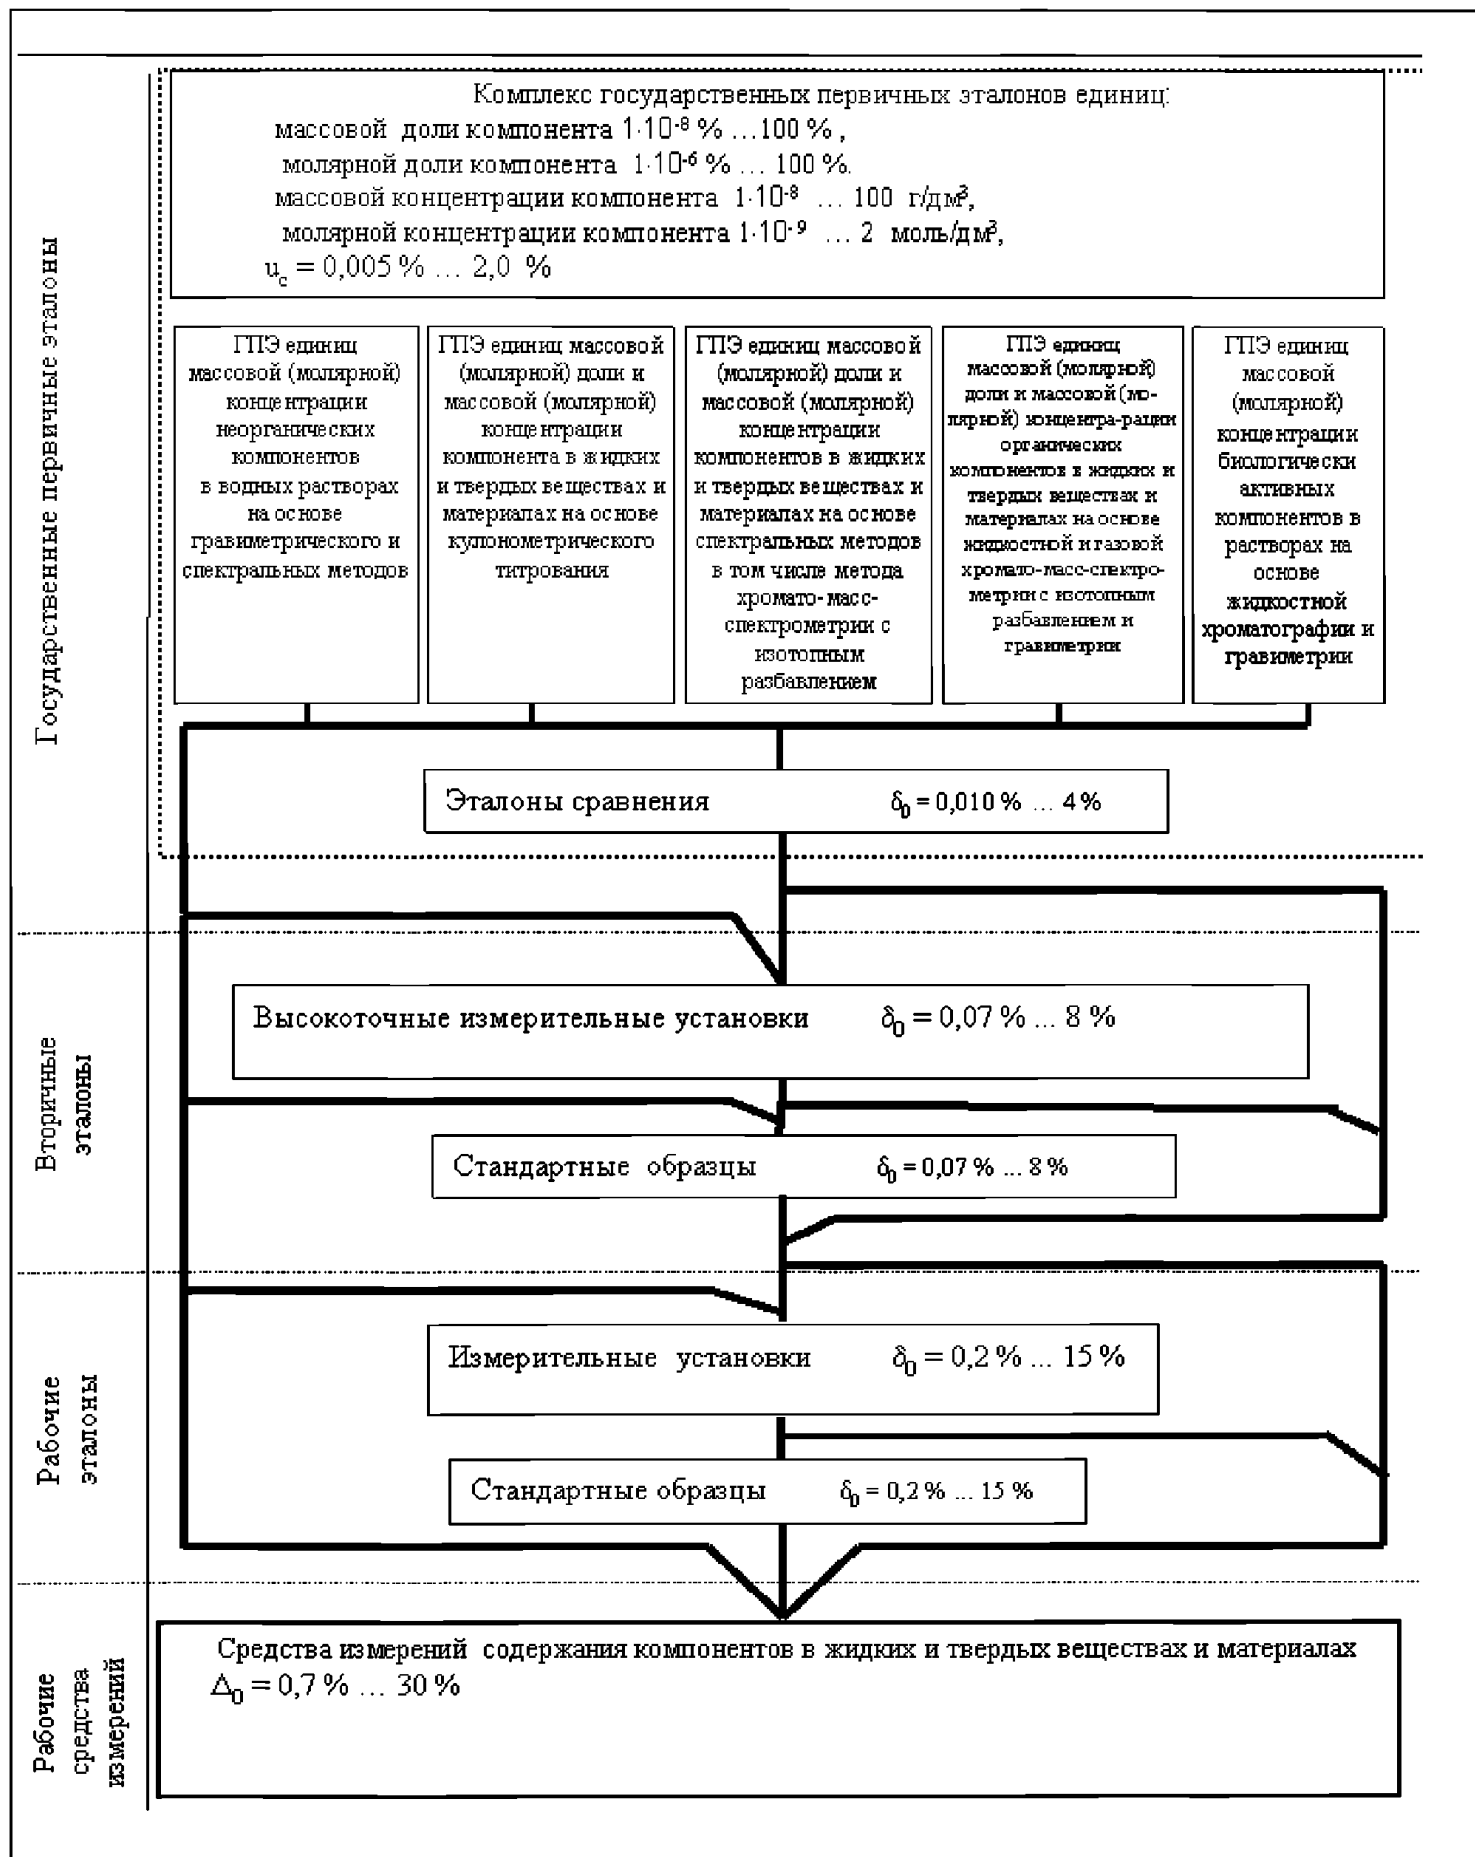 Комплекс государственных первичных эталонов единиц:
массовой доли компонента 1·10⁻⁸ % …100 % ,
молярной доли компонента 1·10⁻⁶ % … 100 %.
массовой концентрации компонента 1·10⁻⁸ … 100 г/дм³,
молярной концентрации компонента 1·10⁻⁹ … 2 моль/дм³,
u_c = 0,005 % … 2,0 %
Государственные первичные эталоны
ГПЭ единиц
массовой (молярной)
концентрации
неорганических
компонентов
в водных растворах
на основе
гравиметрического и
спектральных методов
ГПЭ единиц массовой
(молярной) доли и
массовой (молярной)
концентрации
компонента в жидких
и твердых веществах и
материалах на основе
кулонометрического
титрования
ГПЭ единиц массовой
(молярной) доли и
массовой (молярной)
концентрации
компонентов в жидких
и твердых веществах и
материалах на основе
спектральных методов
в том числе метода
хромато-масс-
спектрометрии с
изотопным
разбавлением
ГПЭ единиц
массовой (молярной)
доли и массовой (мо-
лярной) концентра-рации
органических
компонентов в жидких и
твердых веществах и
материалах на основе
жидкостной и газовой
хромато-масс-спектро-
метрии с изотопным
разбавлением и
гравиметрии
ГПЭ единиц
массовой
(молярной)
концентрации
биологически
активных
компонентов в
растворах на
основе
жидкостной
хроматографии и
гравиметрии
Эталоны сравнения δ₀ = 0,010 % … 4 %
Вторичные
эталоны
Высокоточные измерительные установки δ₀ = 0,07 % … 8 %
Стандартные образцы δ₀ = 0,07 % … 8 %
Рабочие
эталоны
Измерительные установки δ₀ = 0,2 % … 15 %
Стандартные образцы δ₀ = 0,2 % … 15 %
Рабочие
средства
измерений
Средства измерений содержания компонентов в жидких и твердых веществах и материалах
Δ₀ = 0,7 % … 30 %